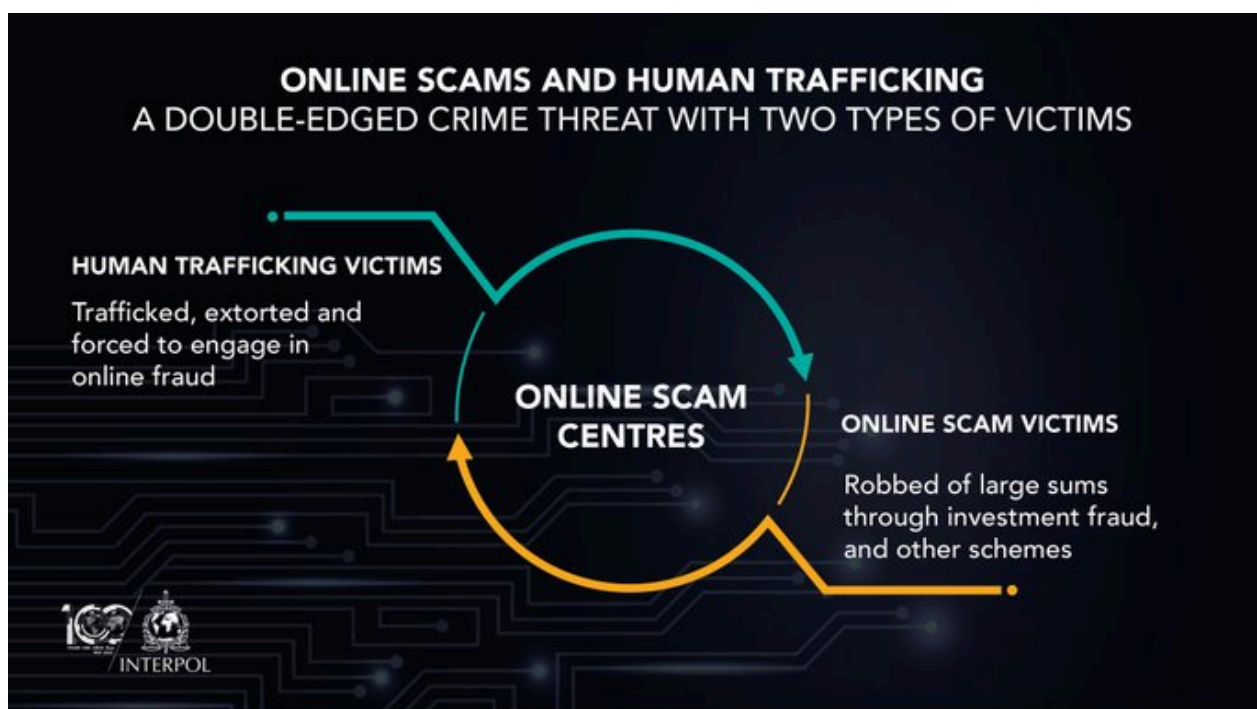 ONLINE SCAMS AND HUMAN TRAFFICKING
A DOUBLE-EDGED CRIME THREAT WITH TWO TYPES OF VICTIMS
HUMAN TRAFFICKING VICTIMS
Trafficked, extorted and
forced to engage in
online fraud
ONLINE SCAM
CENTRES
ONLINE SCAM VICTIMS
Robbed of large sums
through investment fraud,
and other schemes
100
INTERPOL